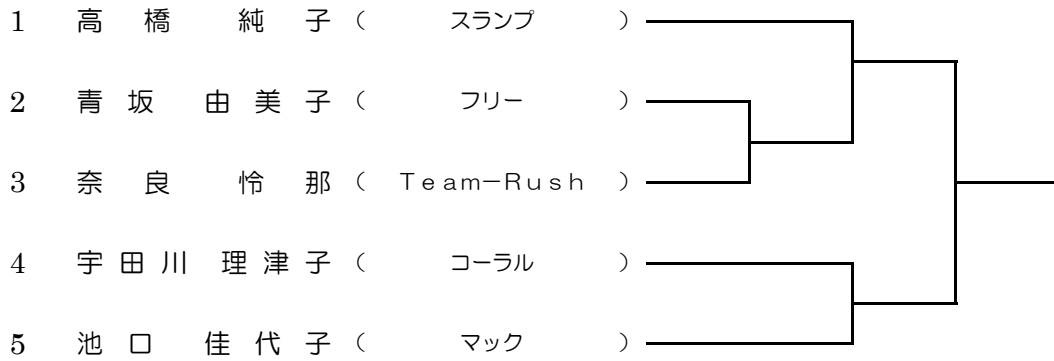 1 高橋 純子 ( スランプ )
2 青坂 由美子 ( フリー )
3 奈良 怜那 ( Team-Rush )
4 宇田川 理津子 ( コーラル )
5 池口 佳代子 ( マック )